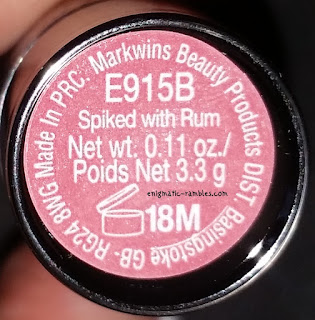 Made In PRC. Markwins Beauty Products DIST. Basingstoke GB- RG24 8WG
E915B
Spiked with Rum
Net wt. 0.11 oz./
Poids Net 3.3 g
enigmatic-rambles.com
18M